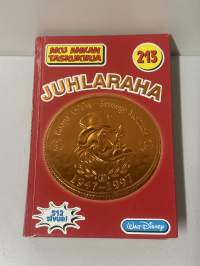 AKU ANKAN
TASKUKIRJA
213
JUHLARAHA
1947-1997
512
sivua!
WALT DISNEY